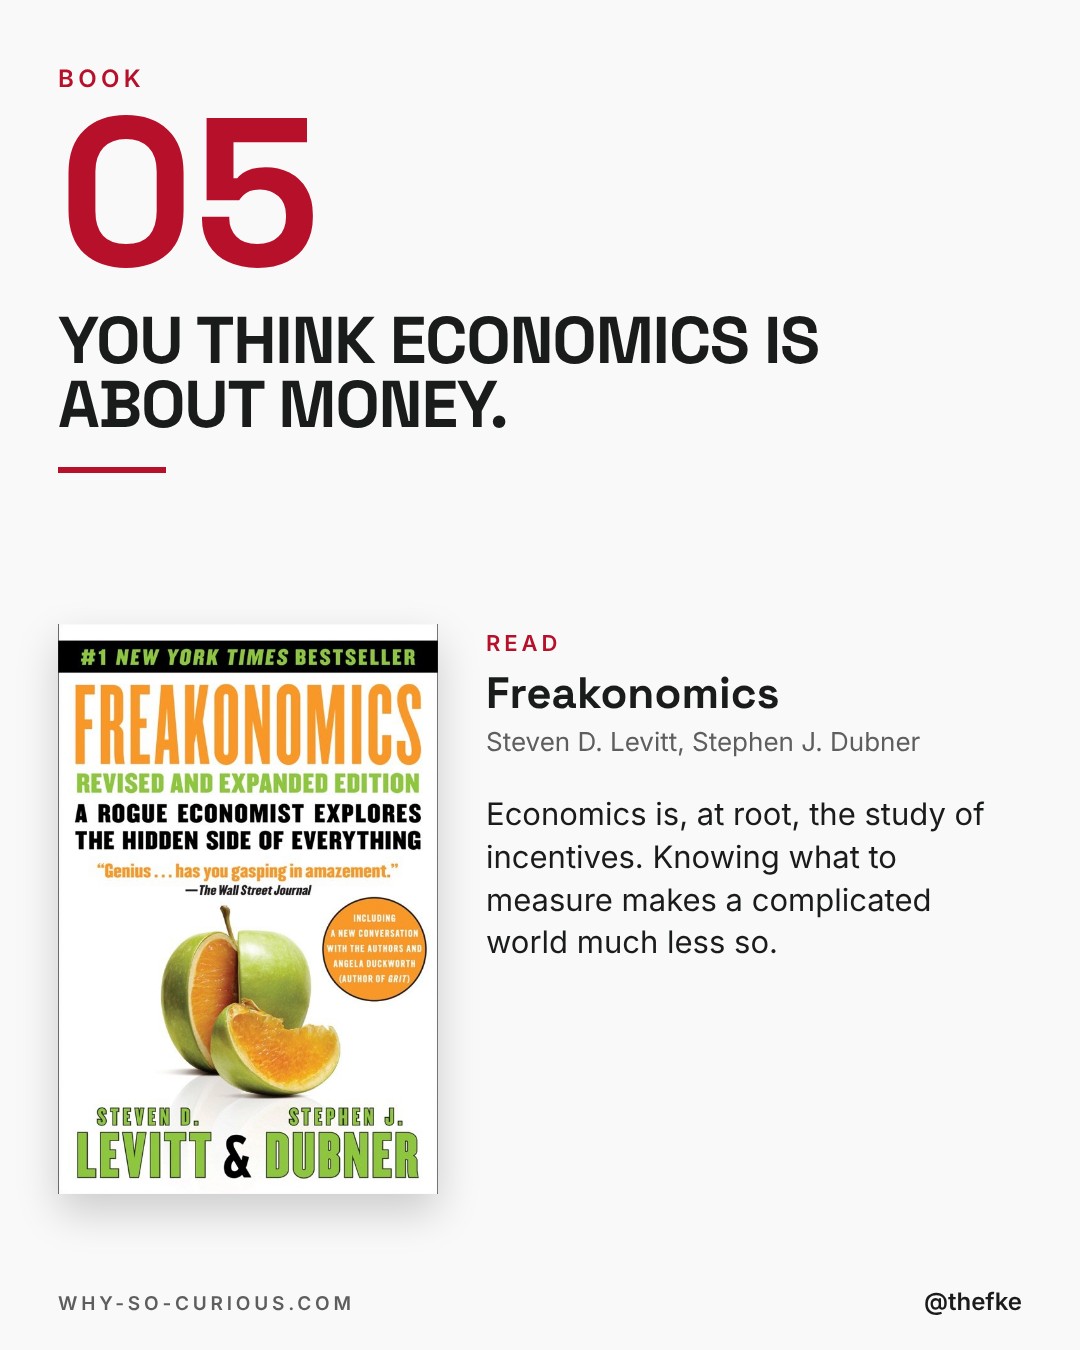 BOOK
05
YOU THINK ECONOMICS IS
ABOUT MONEY.
#1 NEW YORK TIMES BESTSELLER
FREAKONOMICS
REVISED AND EXPANDED EDITION
A ROGUE ECONOMIST EXPLORES
THE HIDDEN SIDE OF EVERYTHING
“Genius . . . has you gasping in amazement.”
—The Wall Street Journal
INCLUDING
A NEW CONVERSATION
WITH THE AUTHORS AND
ANGELA DUCKWORTH
(AUTHOR OF GRIT)
STEVEN D. STEPHEN J.
LEVITT & DUBNER
READ
Freakonomics
Steven D. Levitt, Stephen J. Dubner
Economics is, at root, the study of
incentives. Knowing what to
measure makes a complicated
world much less so.
WHY-SO-CURIOUS.COM
@thefke